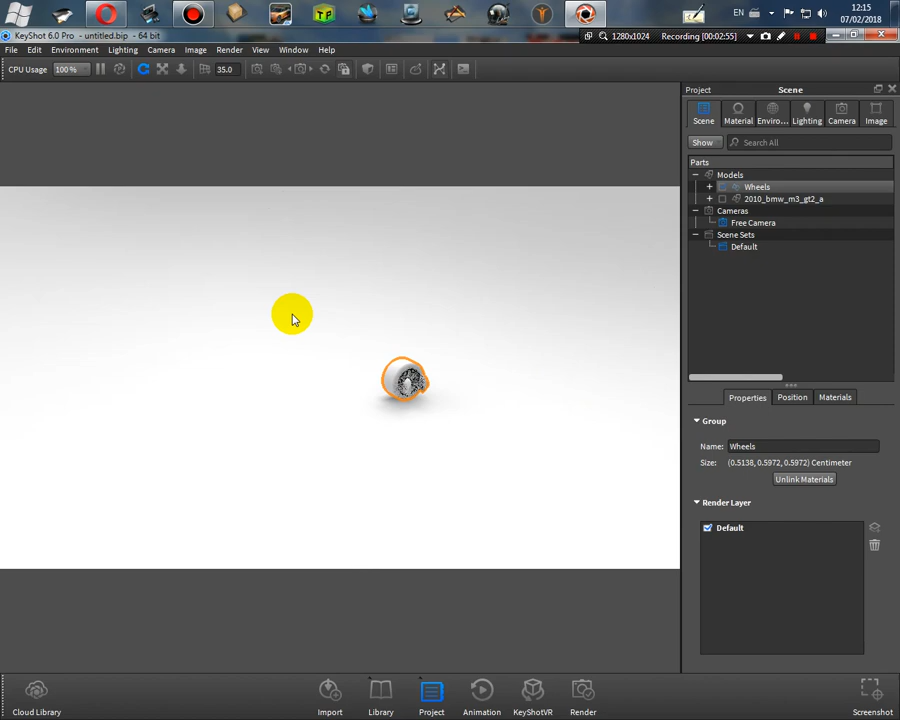 TP
EN
12:15
07/02/2018
KeyShot 6.0 Pro - untitled.bip - 64 bit
1280x1024 Recording [00:02:55]
File Edit Environment Lighting Camera Image Render View Window Help
CPU Usage 100 % 35.0
Project Scene
Scene Material Enviro... Lighting Camera Image
Show Search All
Parts
Models
Wheels
2010_bmw_m3_gt2_a
Cameras
Free Camera
Scene Sets
Default
Properties Position Materials
Group
Name: Wheels
Size: (0.5138, 0.5972, 0.5972) Centimeter
Unlink Materials
Render Layer
Default
Cloud Library Import Library Project Animation KeyShotVR Render Screenshot